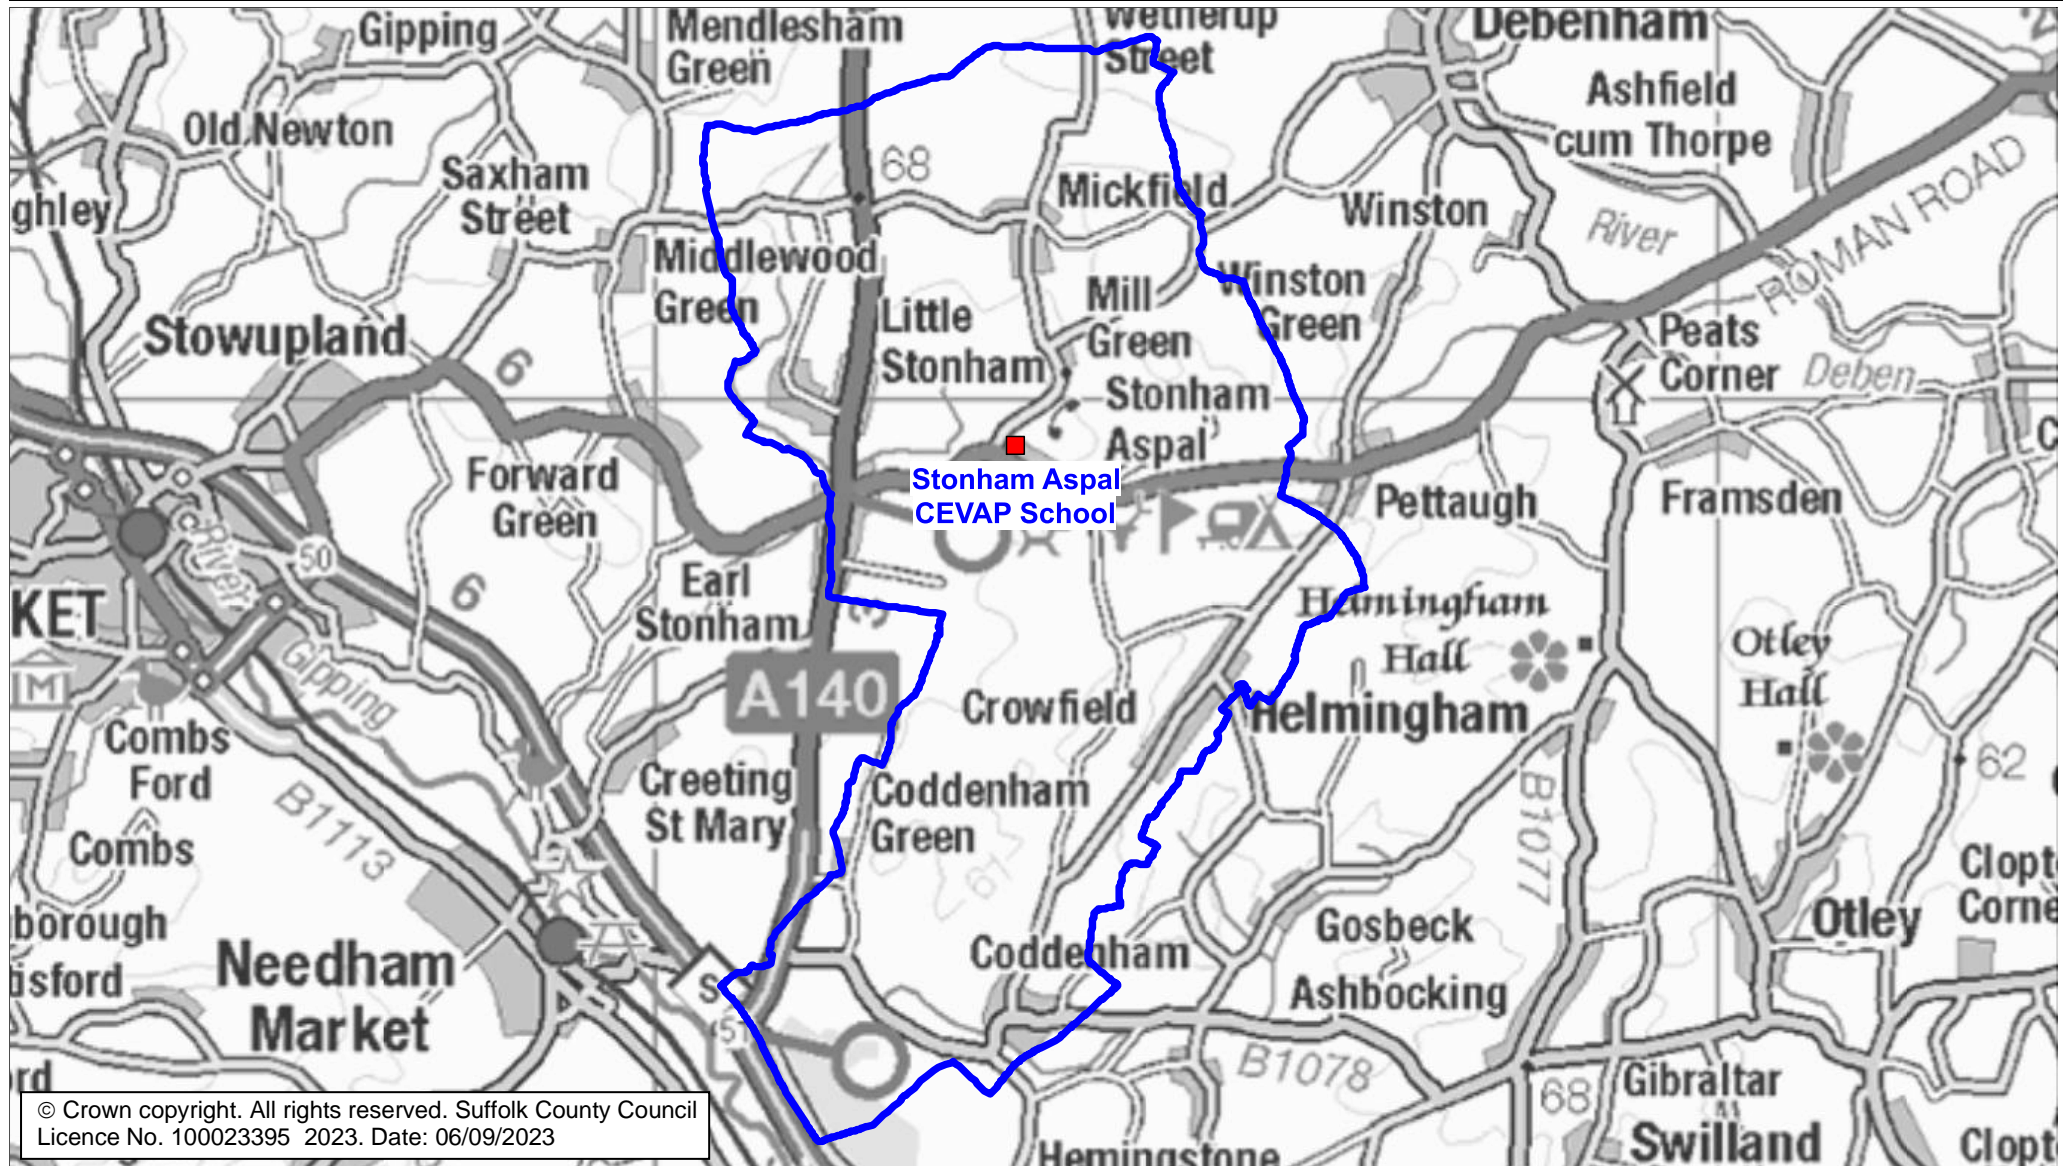 Gipping
Mendlesham
Green
Wetherup
Street
Debenham
Ashfield
cum Thorpe
Old Newton
Saxham
Street
68
Mickfield
Winston
River
ROMAN ROAD
ghley
Middlewood
Green
Mill
Green
Winston
Green
Little
Stonham
Stowupland
6
Peats
Corner
Deben
Stonham
Aspal
Forward
Green
Stonham Aspal
CEVAP School
Pettaugh
Framsden
River
50
6
KET
Earl
Stonham
3
Helmingham
Hall
Otley
Hall
M
Gipping
A140
Crowfield
Helmingham
Combs
Ford
B1113
Creeting
St Mary
Coddenham
Green
B1077
62
Combs
61
Clopt
Corne
borough
isford
Needham
Market
Coddenham
Gosbeck
Ashbocking
Otley
S
51
B1078
68
Gibraltar
Swilland
Clopt
Hemingstone
rd
© Crown copyright. All rights reserved. Suffolk County Council
Licence No. 100023395 2023. Date: 06/09/2023